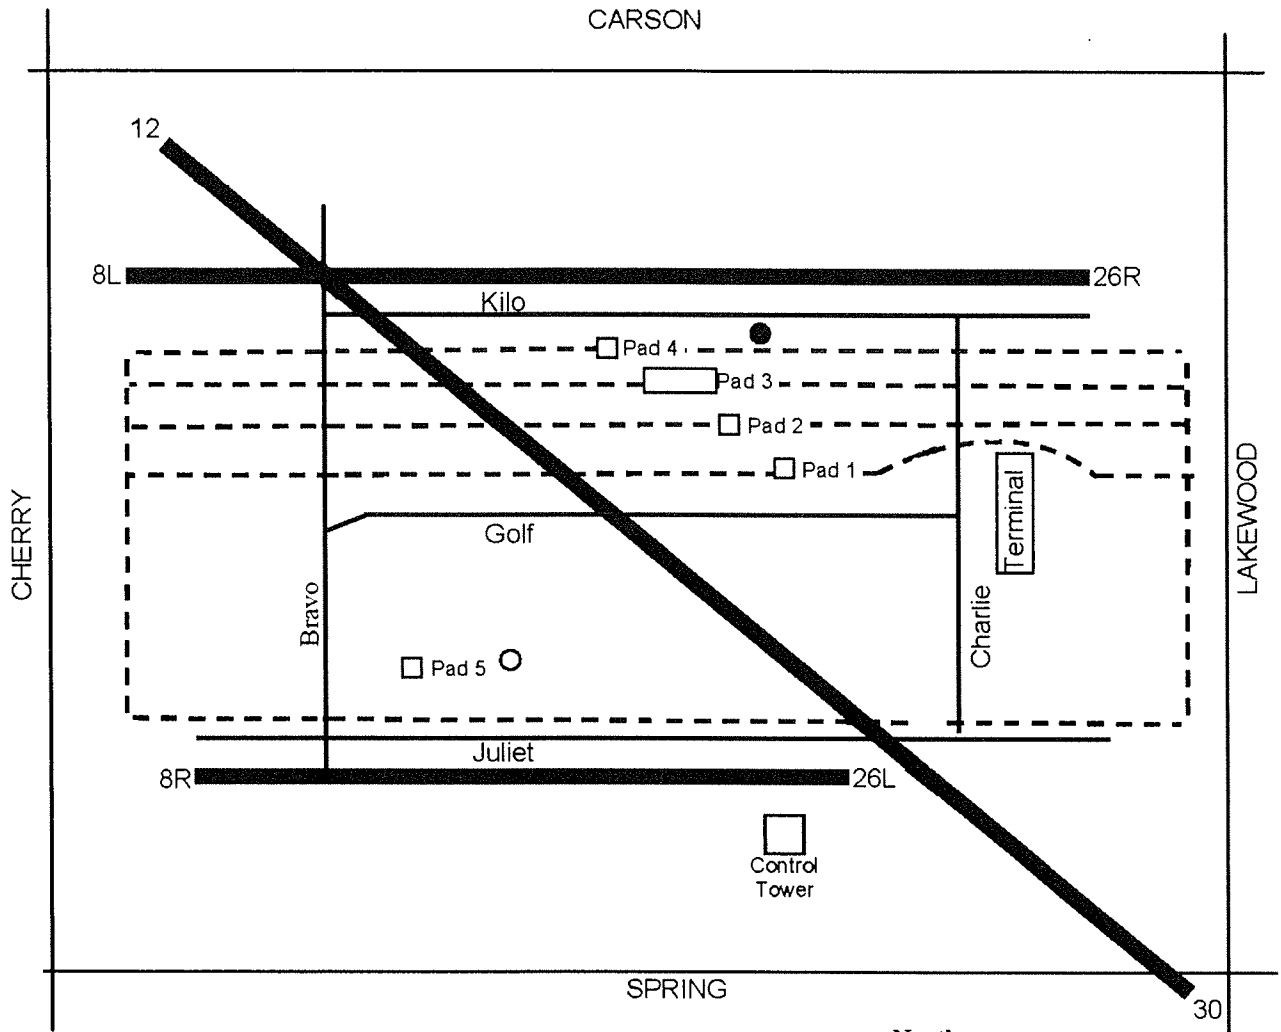 CARSON
12
8L
26R
Kilo
Pad 4
Pad 3
Pad 2
Pad 1
CHERRY
LAKEWOOD
Terminal
Golf
Bravo
Charlie
Pad 5
Juliet
8R
26L
Control
Tower
SPRING
30